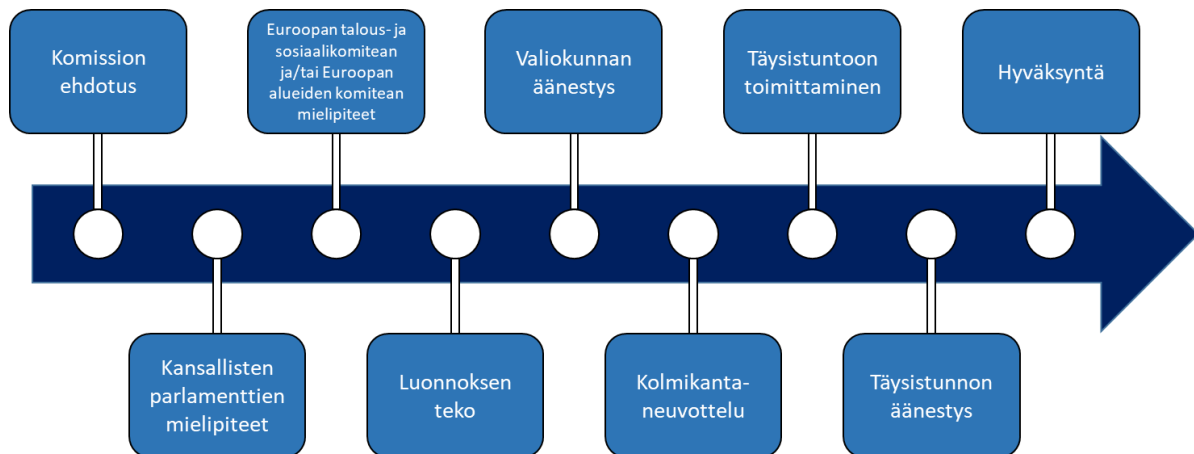 Komission
ehdotus
Euroopan talous- ja
sosiaalikomitean
ja/tai Euroopan
alueiden komitean
mielipiteet
Valiokunnan
äänestys
Täysistuntoon
toimittaminen
Hyväksyntä
Kansallisten
parlamenttien
mielipiteet
Luonnoksen
teko
Kolmikanta-
neuvottelu
Täysistunnon
äänestys